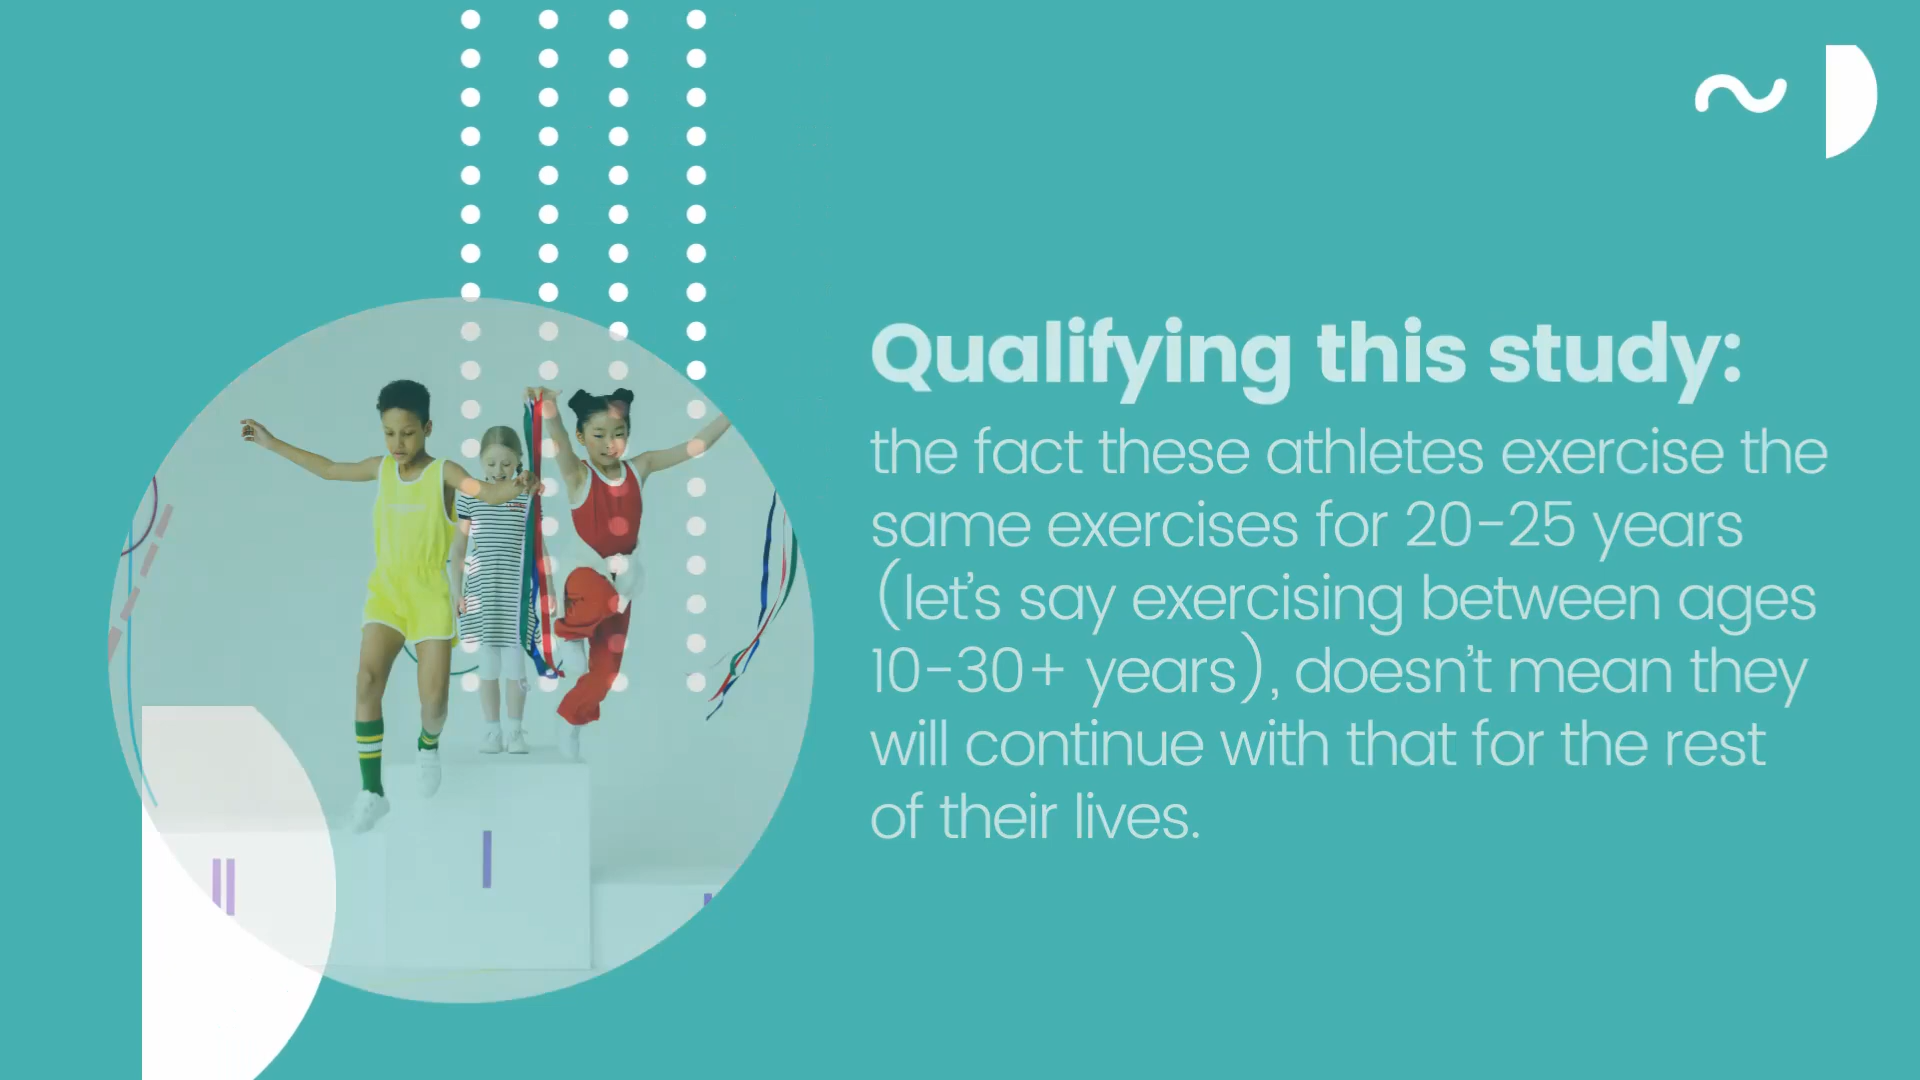 Qualifying this study:
the fact these athletes exercise the
same exercises for 20-25 years
(let's say exercising between ages
10-30+ years), doesn't mean they
will continue with that for the rest
of their lives.
II
I